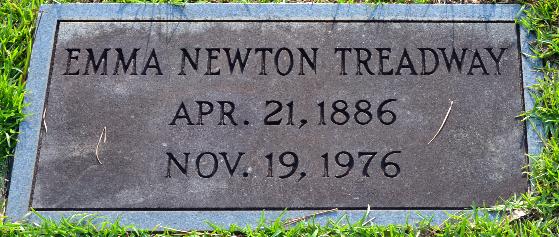 EMMA NEWTON TREADWAY
APR. 21, 1886
NOV. 19, 1976